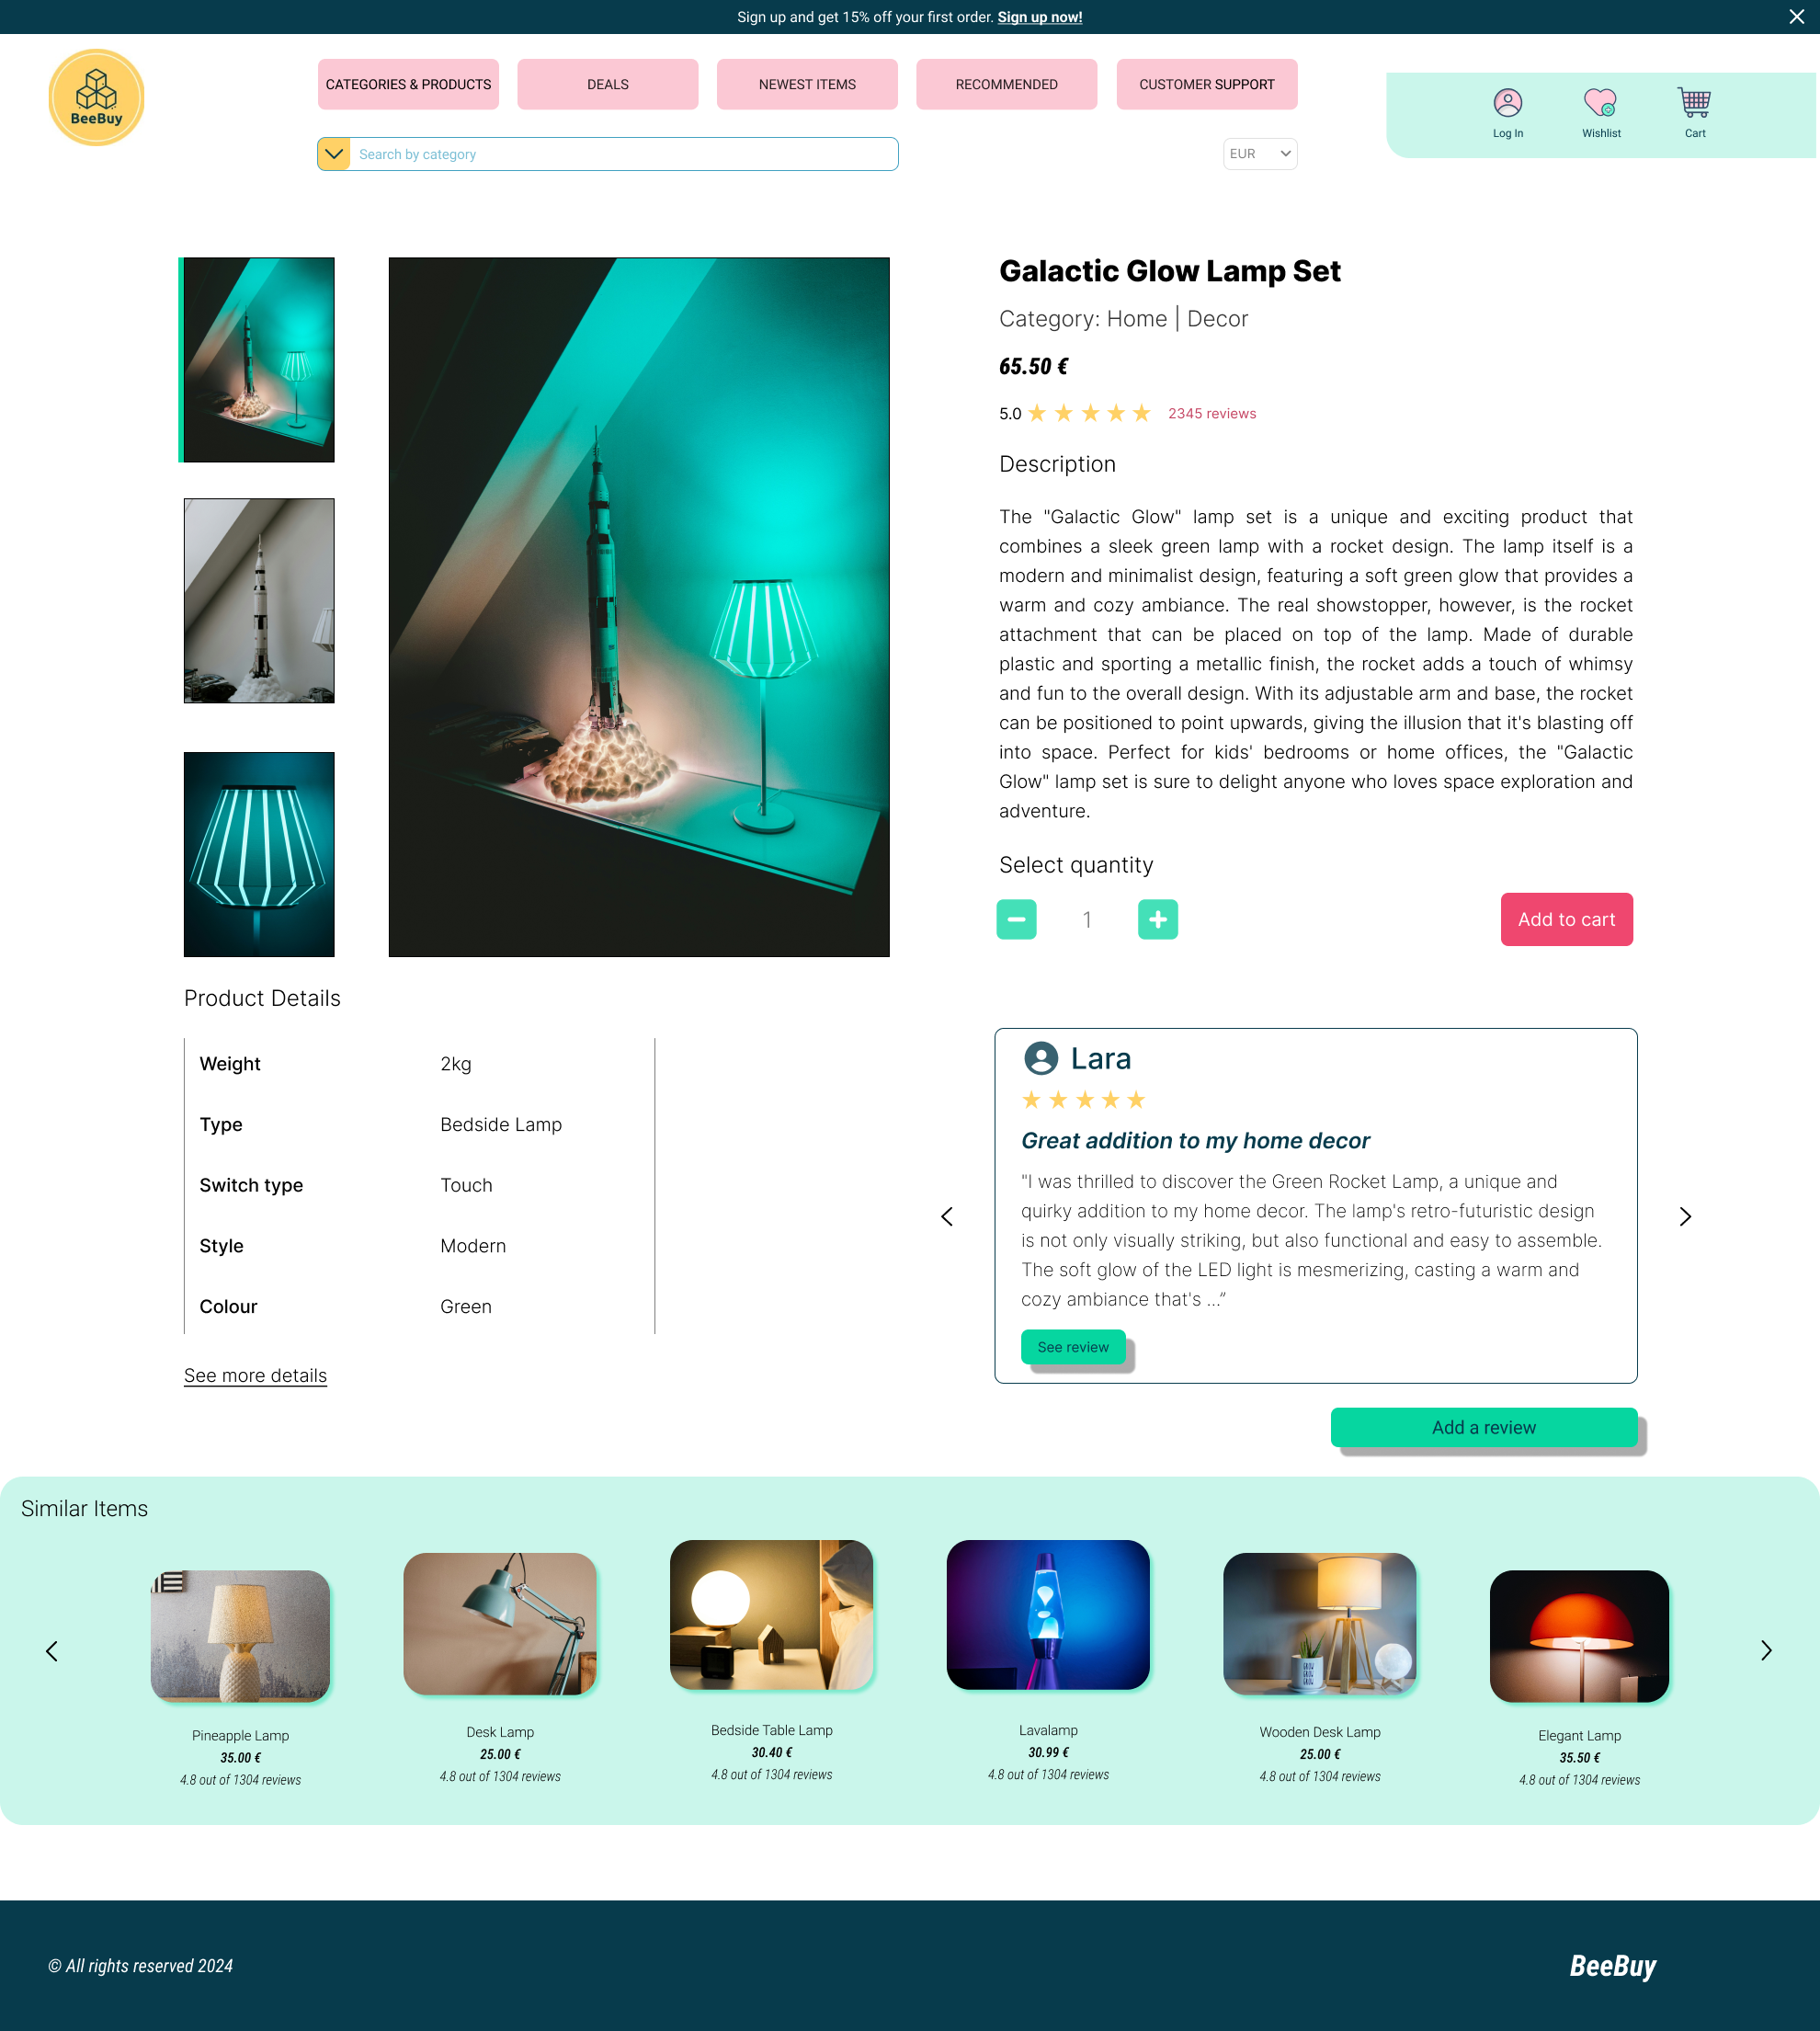 Sign up and get 15% off your first order. Sign up now!
BeeBuy
CATEGORIES & PRODUCTS
DEALS
NEWEST ITEMS
RECOMMENDED
CUSTOMER SUPPORT
Log In
Wishlist
Cart
Search by category
EUR
Galactic Glow Lamp Set
Category: Home | Decor
65.50 €
5.0
2345 reviews
Description
The "Galactic Glow" lamp set is a unique and exciting product that
combines a sleek green lamp with a rocket design. The lamp itself is a
modern and minimalist design, featuring a soft green glow that provides a
warm and cozy ambiance. The real showstopper, however, is the rocket
attachment that can be placed on top of the lamp. Made of durable
plastic and sporting a metallic finish, the rocket adds a touch of whimsy
and fun to the overall design. With its adjustable arm and base, the rocket
can be positioned to point upwards, giving the illusion that it's blasting off
into space. Perfect for kids' bedrooms or home offices, the "Galactic
Glow" lamp set is sure to delight anyone who loves space exploration and
adventure.
Select quantity
1
Add to cart
Product Details
Weight 2kg
Type Bedside Lamp
Switch type Touch
Style Modern
Colour Green
See more details
Lara
Great addition to my home decor
"I was thrilled to discover the Green Rocket Lamp, a unique and
quirky addition to my home decor. The lamp's retro-futuristic design
is not only visually striking, but also functional and easy to assemble.
The soft glow of the LED light is mesmerizing, casting a warm and
cozy ambiance that's ...”
See review
Add a review
Similar Items
Pineapple Lamp
35.00 €
4.8 out of 1304 reviews
Desk Lamp
25.00 €
4.8 out of 1304 reviews
Bedside Table Lamp
30.40 €
4.8 out of 1304 reviews
Lavalamp
30.99 €
4.8 out of 1304 reviews
Wooden Desk Lamp
25.00 €
4.8 out of 1304 reviews
Elegant Lamp
35.50 €
4.8 out of 1304 reviews
© All rights reserved 2024
BeeBuy